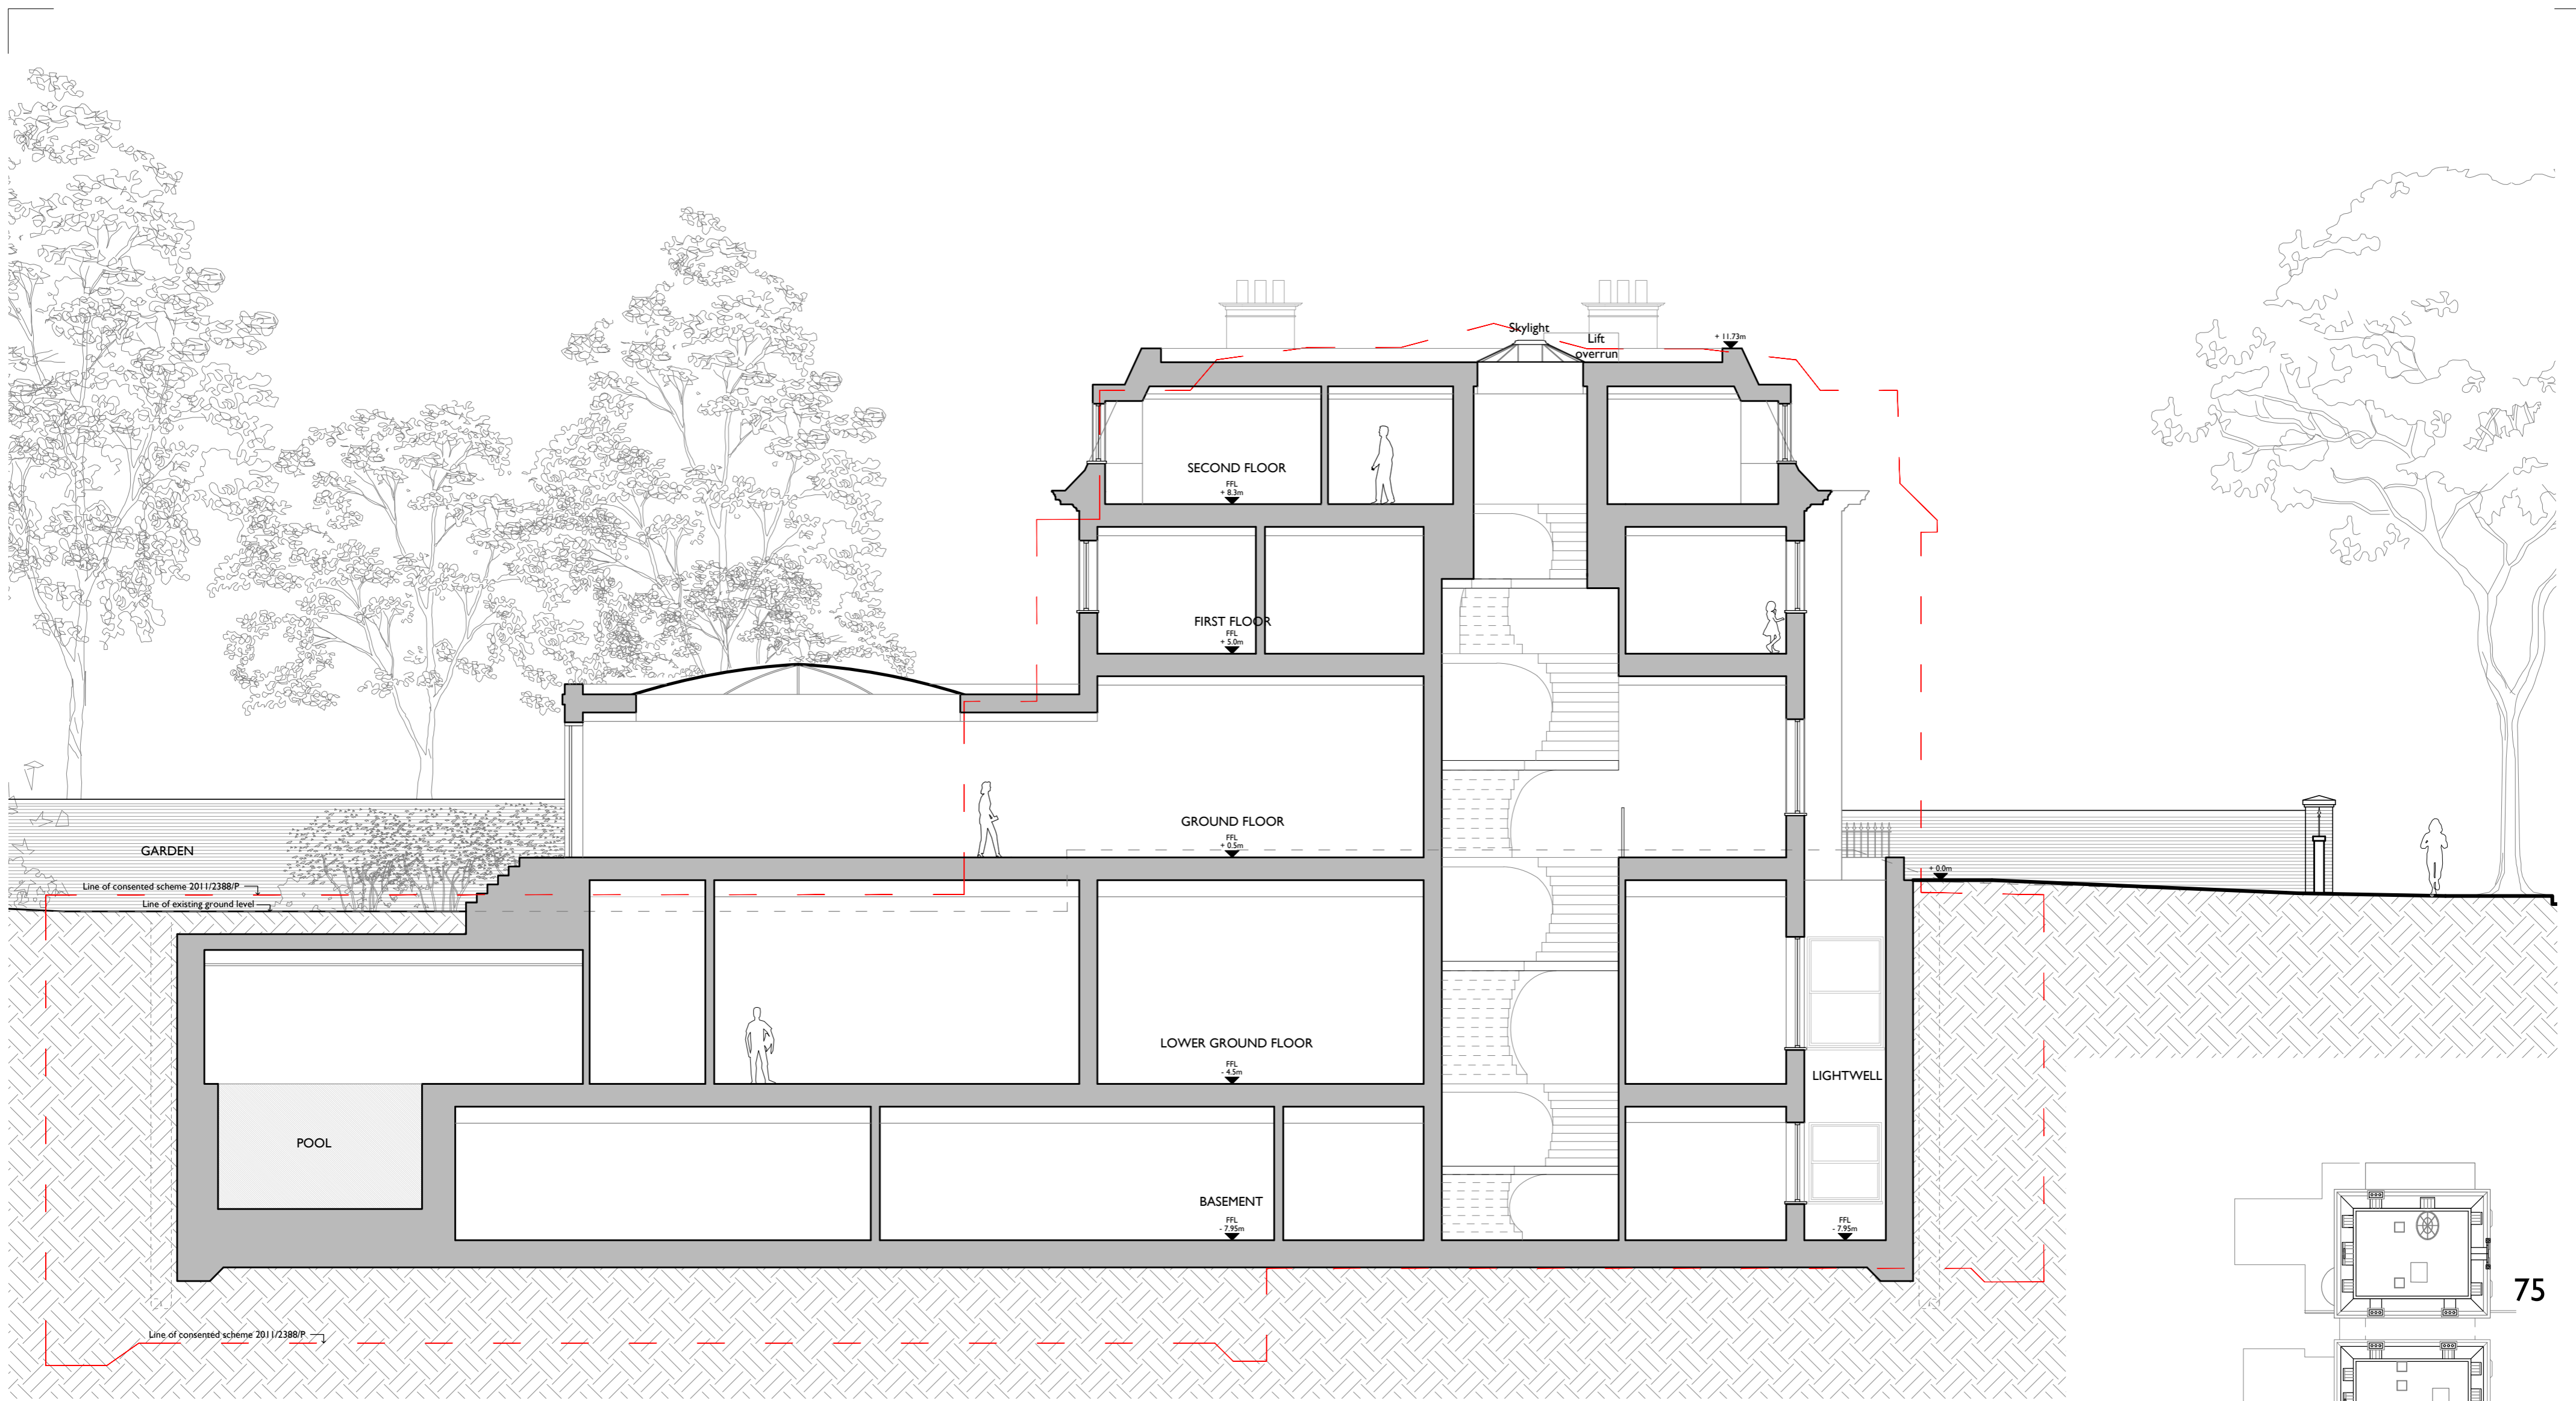 Skylight
Lift
overrun
+ 11.73m
SECOND FLOOR
FFL
+ 8.3m
FIRST FLOOR
FFL
+ 5.0m
GROUND FLOOR
FFL
+ 0.5m
GARDEN
+ 0.0m
Line of consented scheme 2011/2388/P
Line of existing ground level
LOWER GROUND FLOOR
FFL
- 4.5m
LIGHTWELL
POOL
BASEMENT
FFL
- 7.95m
FFL
- 7.95m
Line of consented scheme 2011/2388/P
75